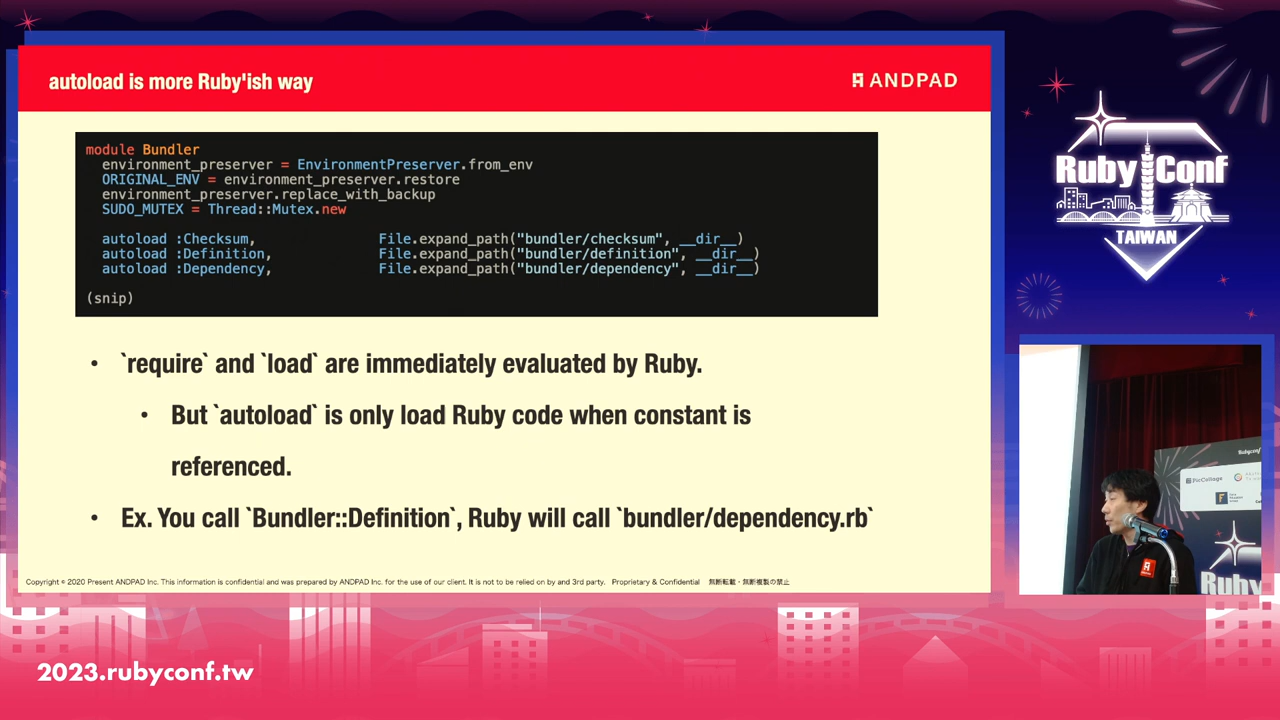 autoload is more Ruby'ish way
ANDPAD
module Bundler
environment_preserver = EnvironmentPreserver.from_env
ORIGINAL_ENV = environment_preserver.restore
environment_preserver.replace_with_backup
SUDO_MUTEX = Thread::Mutex.new
autoload :Checksum, File.expand_path("bundler/checksum", __dir__)
autoload :Definition, File.expand_path("bundler/definition", __dir__)
autoload :Dependency, File.expand_path("bundler/dependency", __dir__)
(snip)
• `require` and `load` are immediately evaluated by Ruby.
• But `autoload` is only load Ruby code when constant is
referenced.
• Ex. You call `Bundler::Definition`, Ruby will call `bundler/dependency.rb`
Copyright © 2020 Present ANDPAD Inc. This information is confidential and was prepared by ANDPAD Inc. for the use of our client. It is not to be relied on by and 3rd party. Proprietary & Confidential 無断転載・無断複製の禁止
RubyConf
TAIWAN
Rubyconf
PicCollage
Ruby
2023.rubyconf.tw